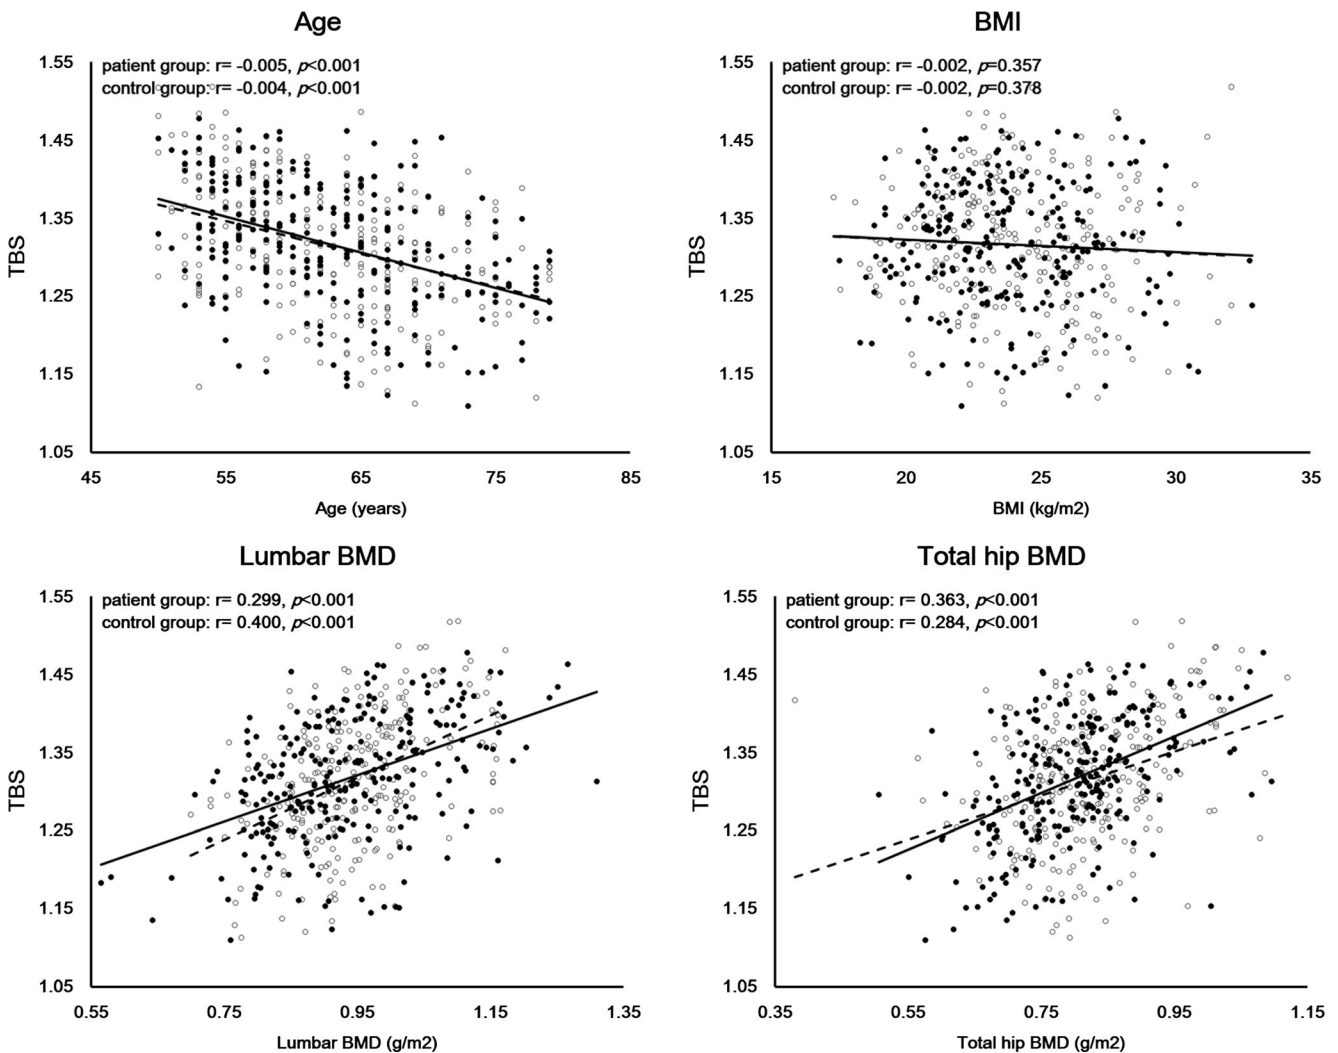 Age
patient group: r= -0.005, p<0.001
control group: r= -0.004, p<0.001
1.55
1.45
1.35
1.25
1.15
1.05
TBS
45 55 65 75 85
Age (years)
BMI
patient group: r= -0.002, p=0.357
control group: r= -0.002, p=0.378
1.55
1.45
1.35
1.25
1.15
1.05
TBS
15 20 25 30 35
BMI (kg/m2)
Lumbar BMD
patient group: r= 0.299, p<0.001
control group: r= 0.400, p<0.001
1.55
1.45
1.35
1.25
1.15
1.05
TBS
0.55 0.75 0.95 1.15 1.35
Lumbar BMD (g/m2)
Total hip BMD
patient group: r= 0.363, p<0.001
control group: r= 0.284, p<0.001
1.55
1.45
1.35
1.25
1.15
1.05
TBS
0.35 0.55 0.75 0.95 1.15
Total hip BMD (g/m2)